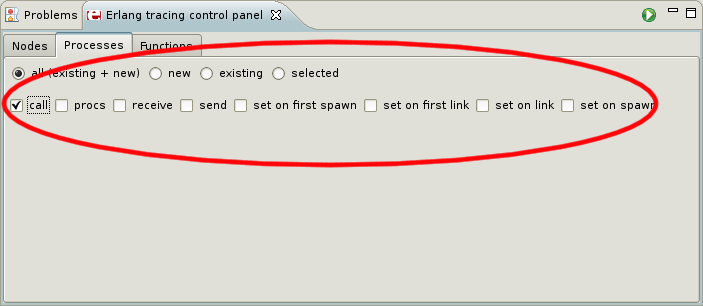 Problems Erlang tracing control panel
Nodes Processes Functions
all (existing + new) new existing selected
call procs receive send set on first spawn set on first link set on link set on spawn